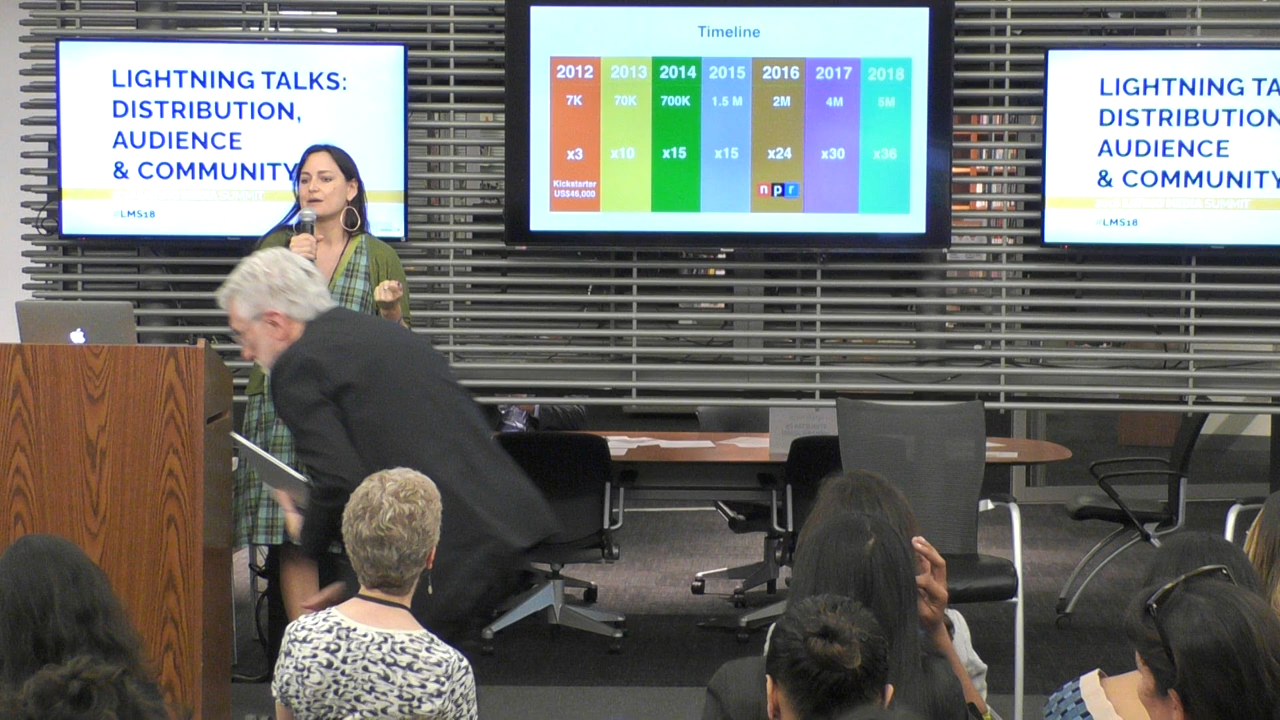 LIGHTNING TALKS:
DISTRIBUTION,
AUDIENCE
& COMMUNITY
#LMS18
Timeline
2012 2013 2014 2015 2016 2017 2018
7K 70K 700K 1.5 M 2M 4M 5M
x3 x10 x15 x15 x24 x30 x36
Kickstarter
US$46,000
npr
LIGHTNING TA
DISTRIBUTION
AUDIENCE
& COMMUNITY
MEDIA SUMMIT
#LMS18